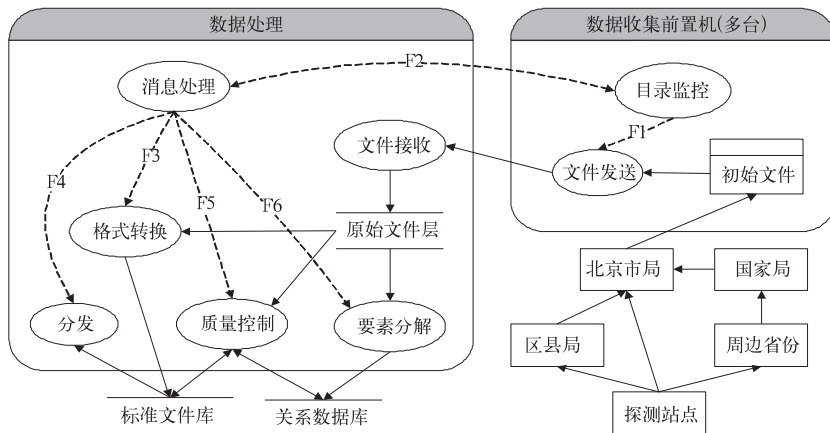 数据处理
数据收集前置机(多台)
消息处理
F2
目录监控
F1
文件接收
文件发送
初始文件
F4
F3
F5
F6
格式转换
原始文件层
北京市局
国家局
分发
质量控制
要素分解
区县局
周边省份
标准文件库
关系数据库
探测站点